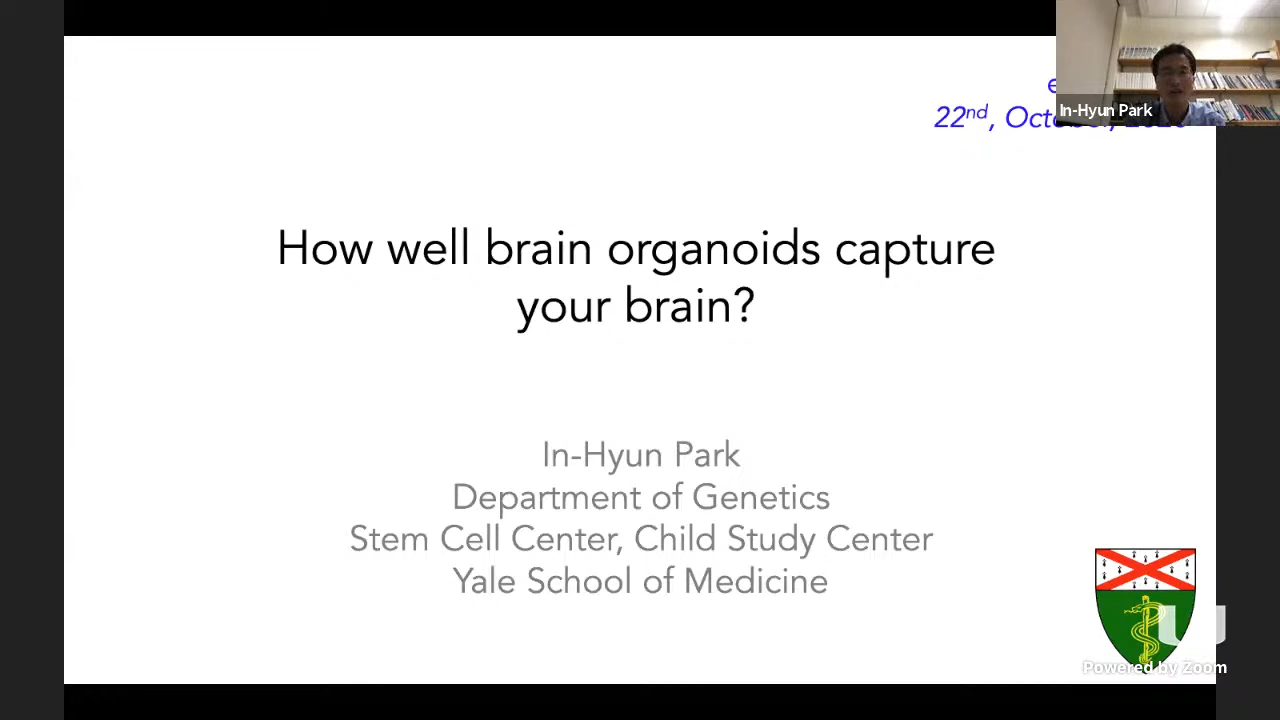 22nd,
In-Hyun Park
How well brain organoids capture
your brain?
In-Hyun Park
Department of Genetics
Stem Cell Center, Child Study Center
Yale School of Medicine
Powered by Zoom